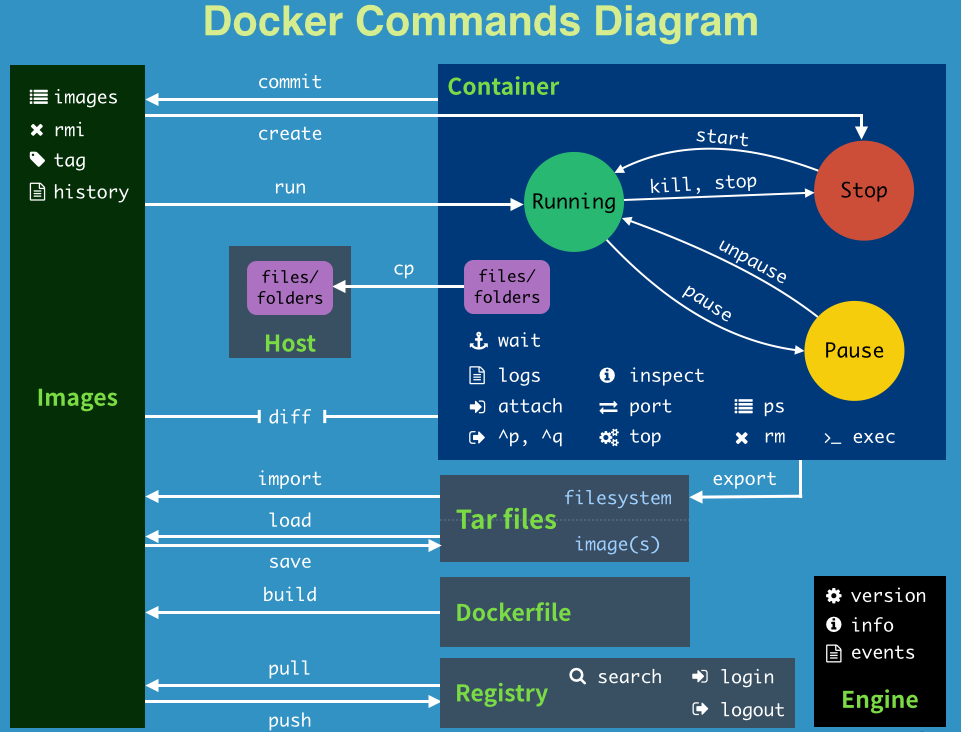 Docker Commands Diagram
images
rmi
tag
history
Images
commit
create
run
cp
files/
folders
Host
diff
import
load
save
build
pull
push
Container
start
Running
kill, stop
Stop
unpause
pause
Pause
files/
folders
wait
logs
inspect
attach
port
ps
^p, ^q
top
rm
>_ exec
export
filesystem
Tar files
image(s)
Dockerfile
Registry
search
login
logout
version
info
events
Engine